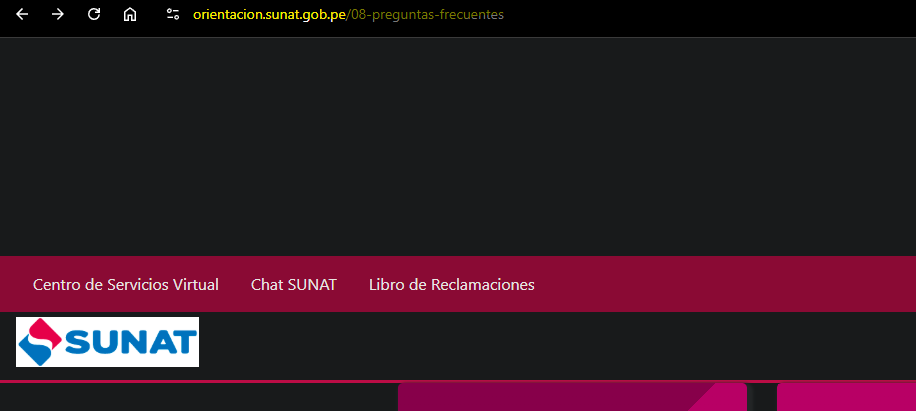 orientacion.sunat.gob.pe/08-preguntas-frecuentes
Centro de Servicios Virtual Chat SUNAT Libro de Reclamaciones
SUNAT